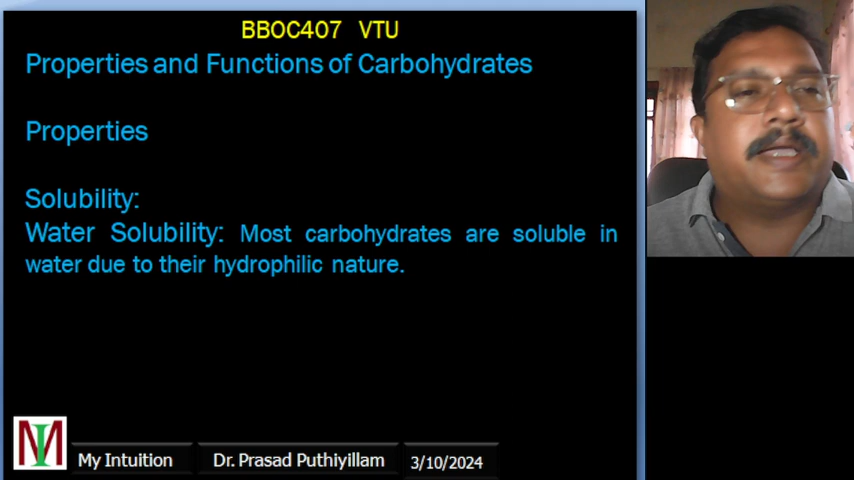 BBOC407 VTU
Properties and Functions of Carbohydrates
Properties
Solubility:
Water Solubility: Most carbohydrates are soluble in
water due to their hydrophilic nature.
MI
My Intuition
Dr. Prasad Puthiyillam
3/10/2024